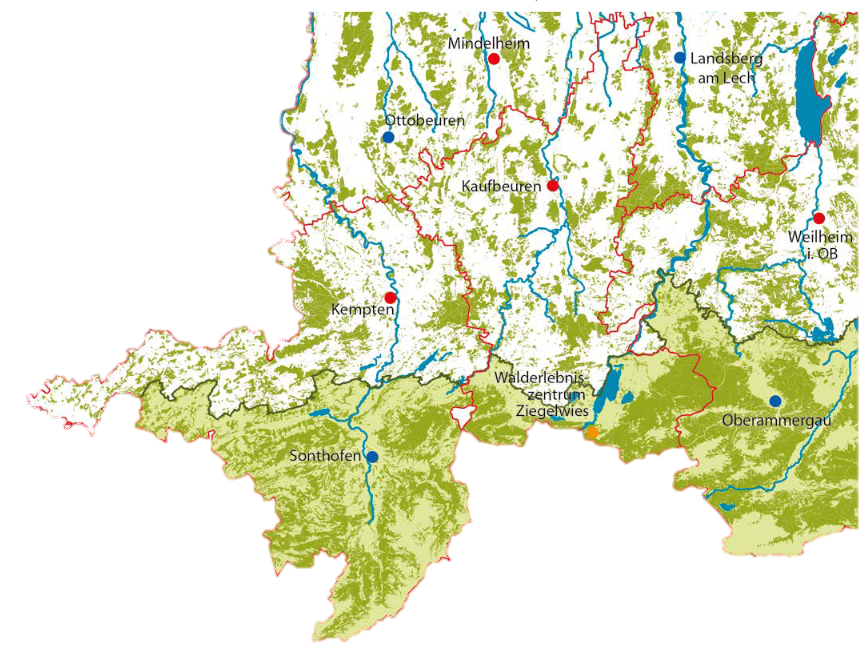 Mindelheim
Landsberg
am Lech
Ottobeuren
Kaufbeuren
Weilheim
i. OB
Kempten
Walderlebnis-
zentrum
Ziegelwies
Oberammergau
Sonthofen